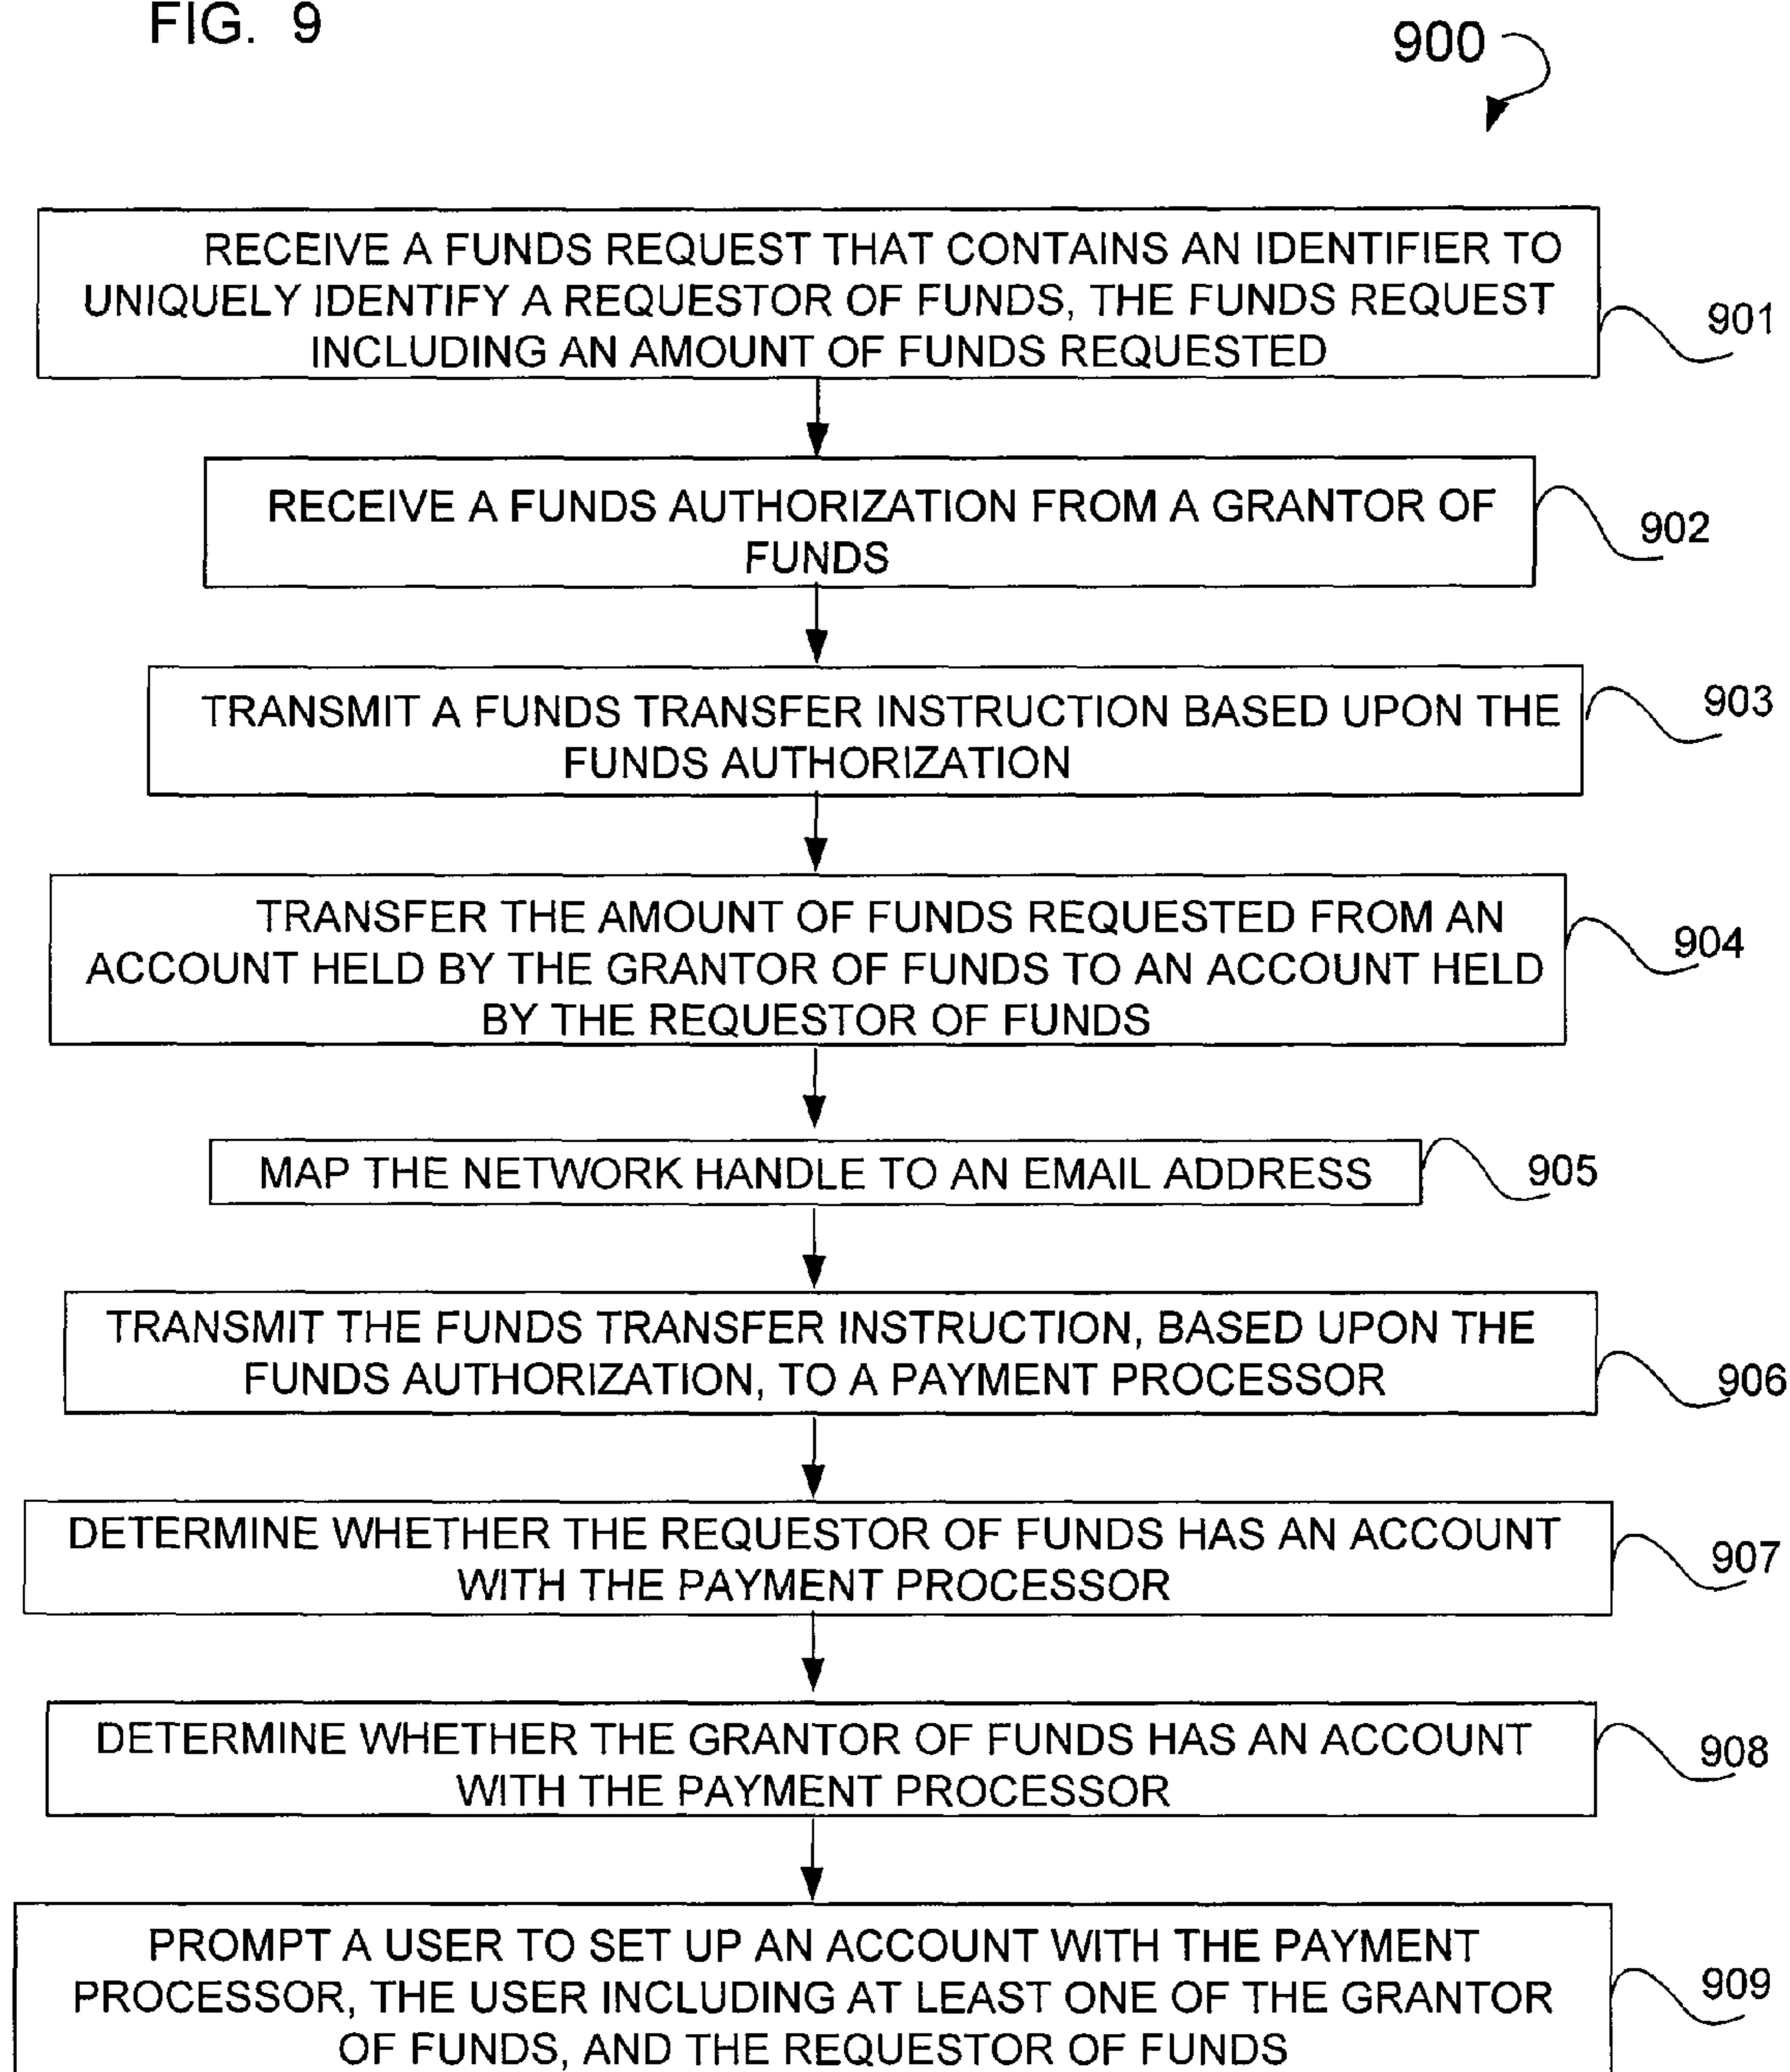 FIG. 9
900
RECEIVE A FUNDS REQUEST THAT CONTAINS AN IDENTIFIER TO
UNIQUELY IDENTIFY A REQUESTOR OF FUNDS, THE FUNDS REQUEST
INCLUDING AN AMOUNT OF FUNDS REQUESTED
901
RECEIVE A FUNDS AUTHORIZATION FROM A GRANTOR OF
FUNDS
902
TRANSMIT A FUNDS TRANSFER INSTRUCTION BASED UPON THE
FUNDS AUTHORIZATION
903
TRANSFER THE AMOUNT OF FUNDS REQUESTED FROM AN
ACCOUNT HELD BY THE GRANTOR OF FUNDS TO AN ACCOUNT HELD
BY THE REQUESTOR OF FUNDS
904
MAP THE NETWORK HANDLE TO AN EMAIL ADDRESS
905
TRANSMIT THE FUNDS TRANSFER INSTRUCTION, BASED UPON THE
FUNDS AUTHORIZATION, TO A PAYMENT PROCESSOR
906
DETERMINE WHETHER THE REQUESTOR OF FUNDS HAS AN ACCOUNT
WITH THE PAYMENT PROCESSOR
907
DETERMINE WHETHER THE GRANTOR OF FUNDS HAS AN ACCOUNT
WITH THE PAYMENT PROCESSOR
908
PROMPT A USER TO SET UP AN ACCOUNT WITH THE PAYMENT
PROCESSOR, THE USER INCLUDING AT LEAST ONE OF THE GRANTOR
OF FUNDS, AND THE REQUESTOR OF FUNDS
909